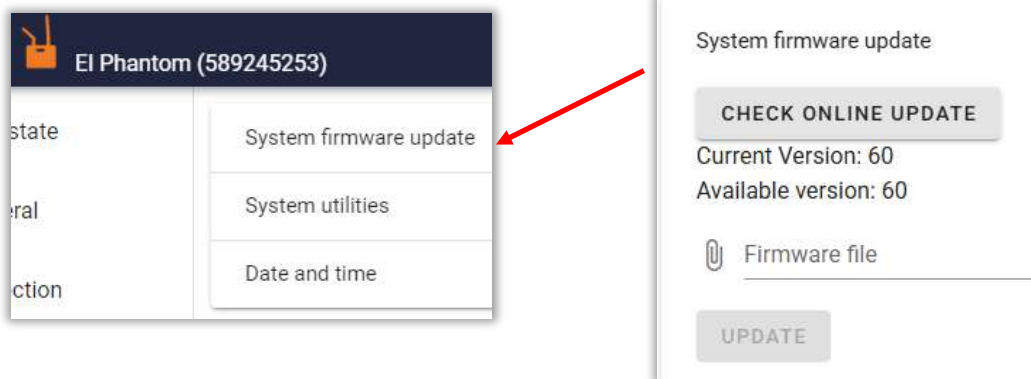 El Phantom (589245253)
state
System firmware update
eral
System utilities
ction
Date and time
System firmware update
CHECK ONLINE UPDATE
Current Version: 60
Available version: 60
Firmware file
UPDATE